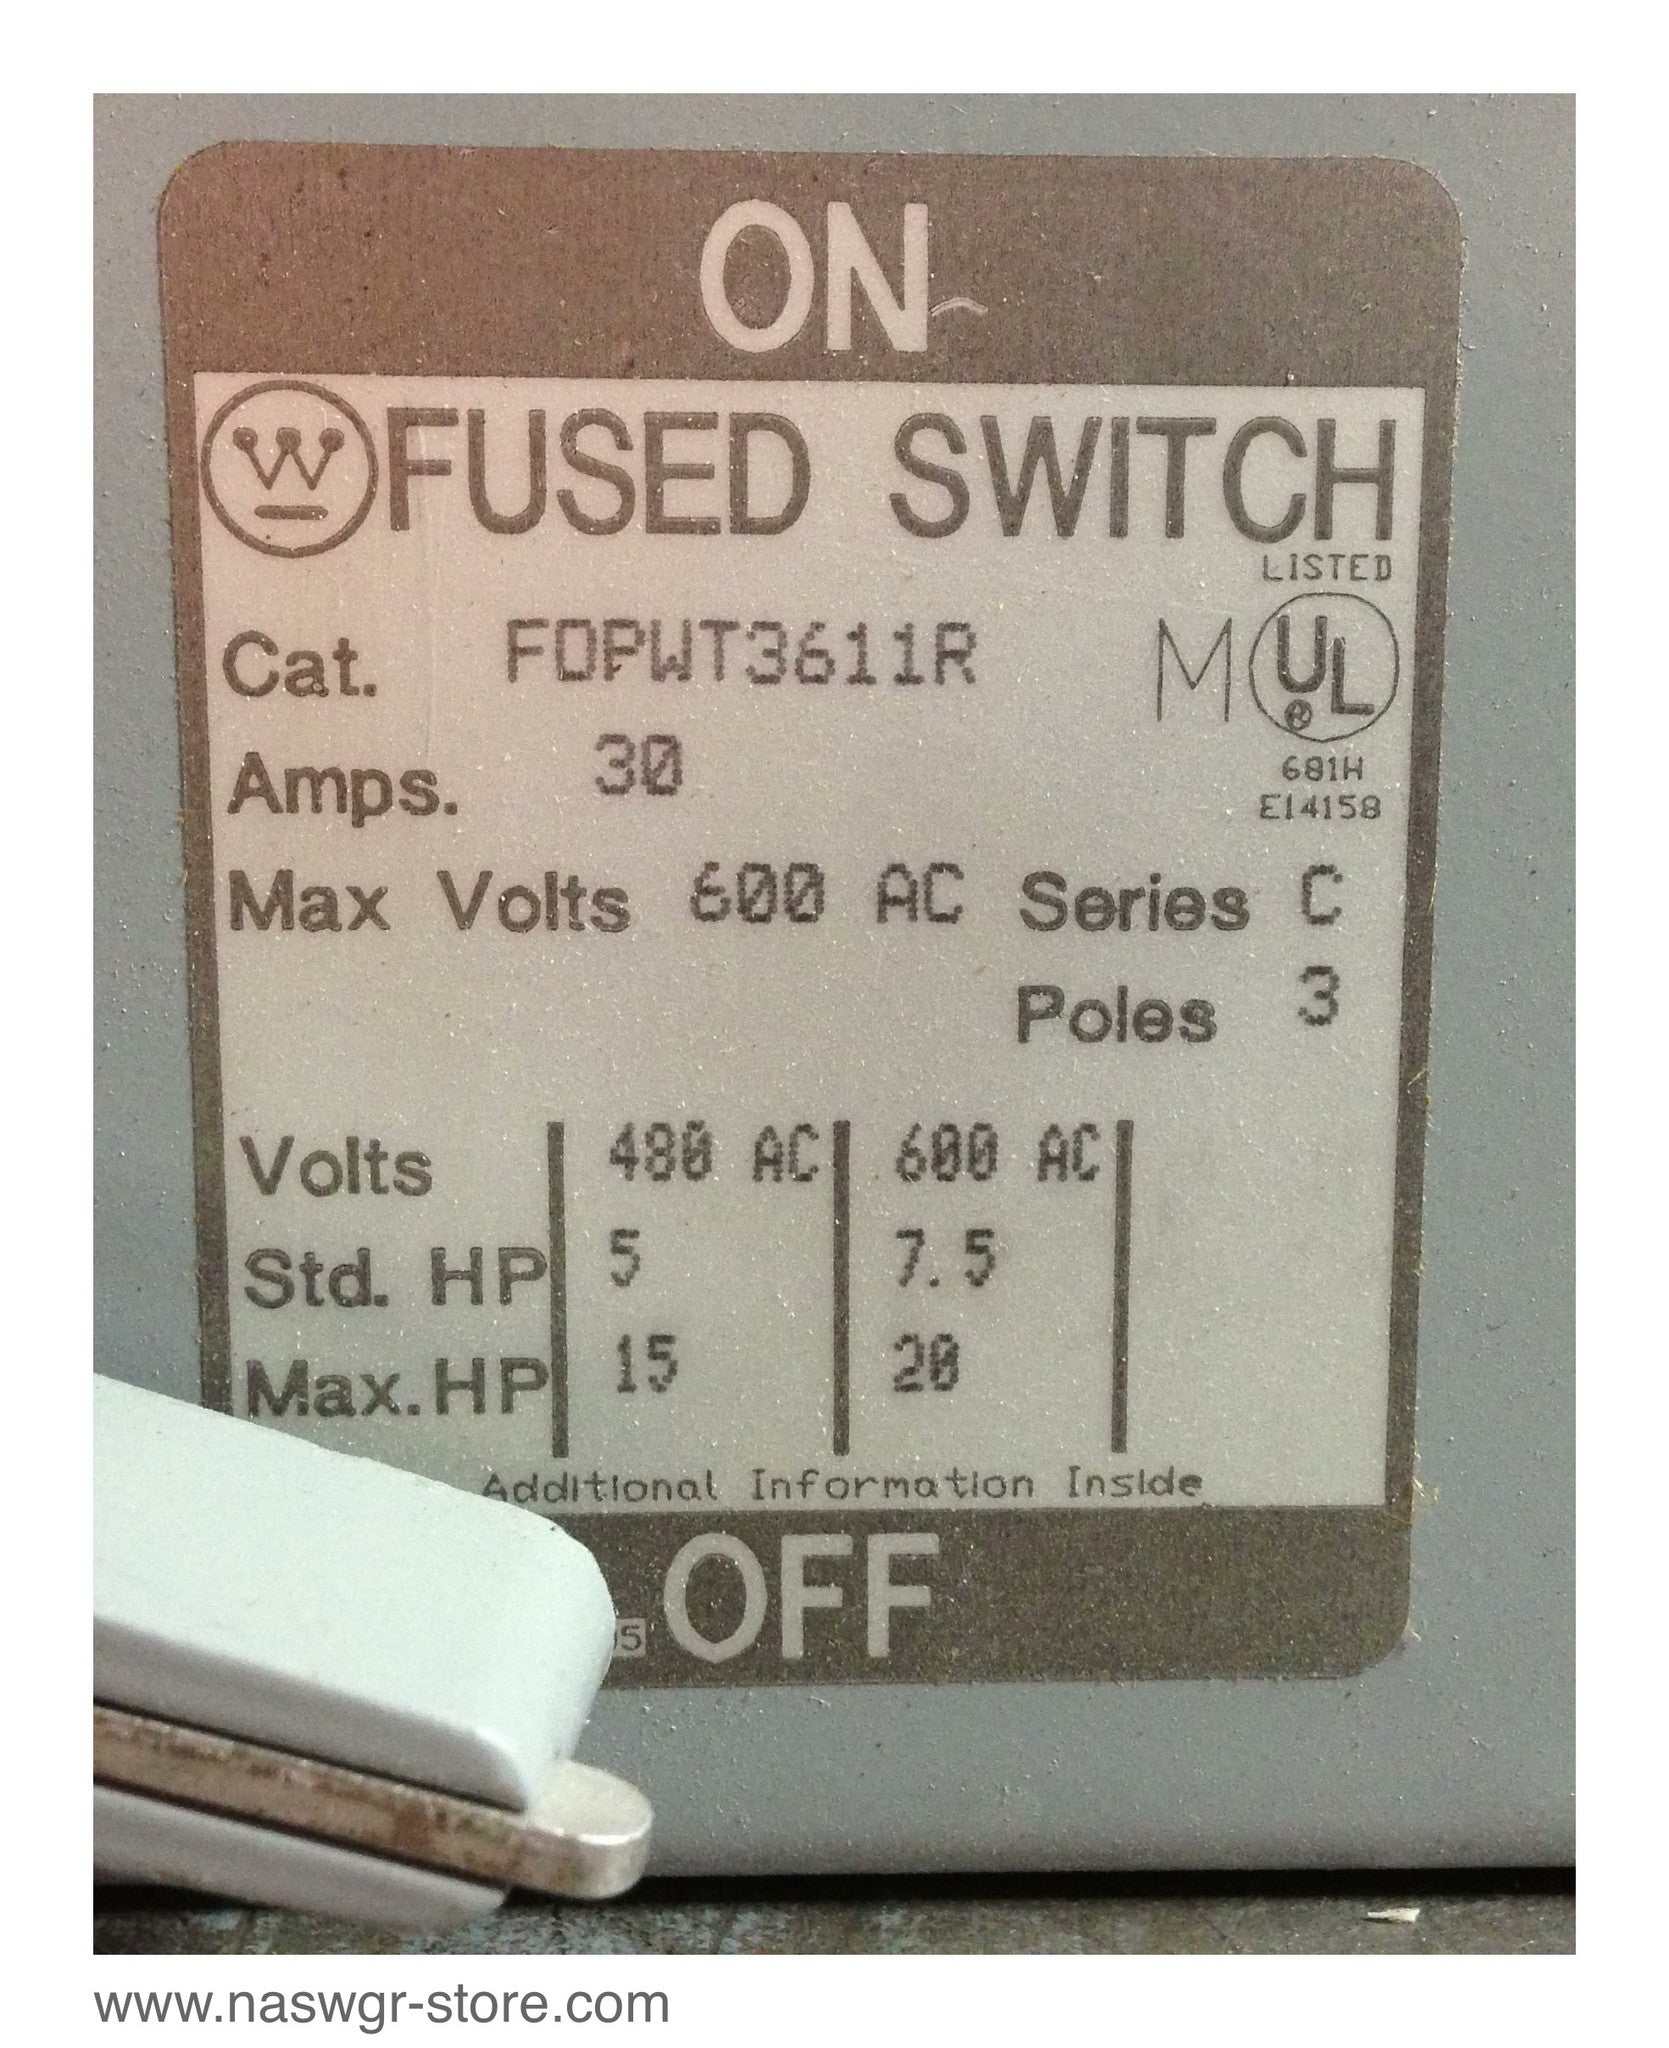 ON
FUSED SWITCH
LISTED
Cat. FDPWT3611R
M UL
Amps. 30
681H
E14158
Max Volts 600 AC Series C
Poles 3
Volts 480 AC 600 AC
Std. HP 5 7.5
Max. HP 15 20
Additional Information Inside
OFF
www.naswgr-store.com